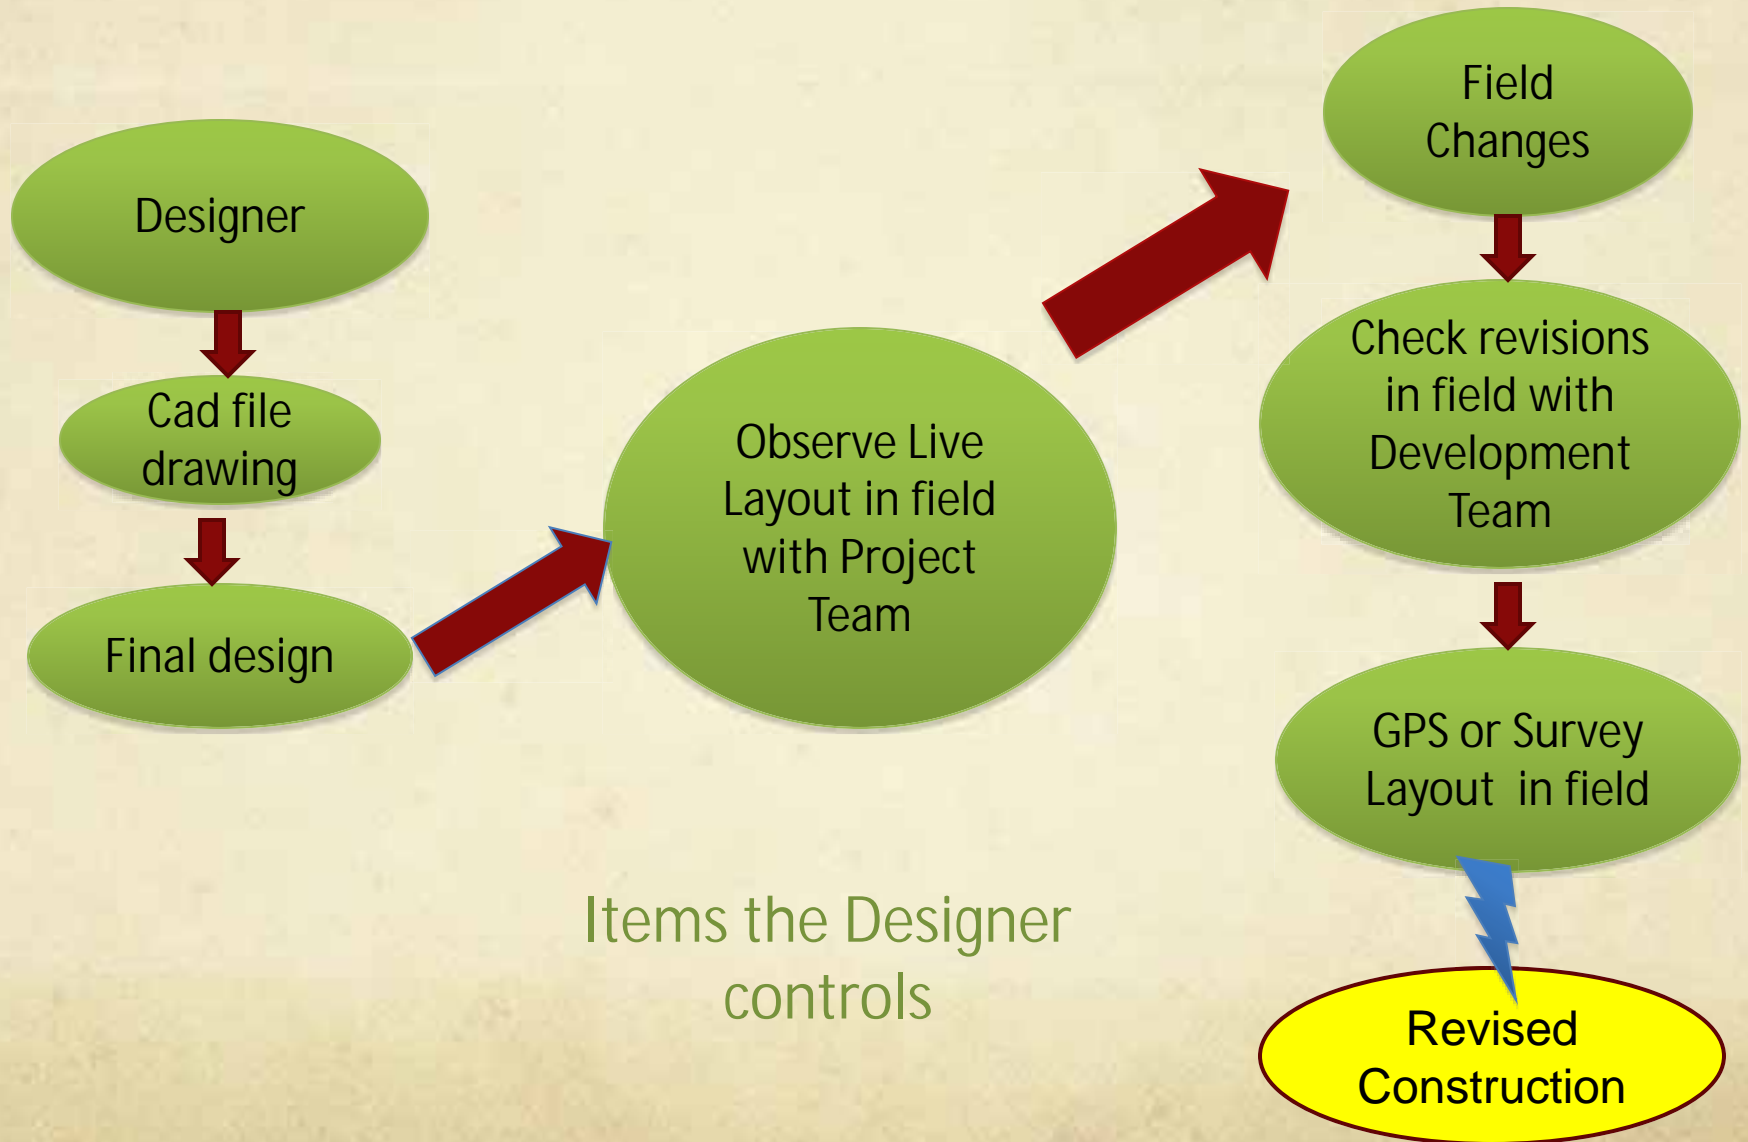 Designer
Cad file
drawing
Final design
Observe Live
Layout in field
with Project
Team
Field
Changes
Check revisions
in field with
Development
Team
GPS or Survey
Layout in field
Revised
Construction
Items the Designer
controls